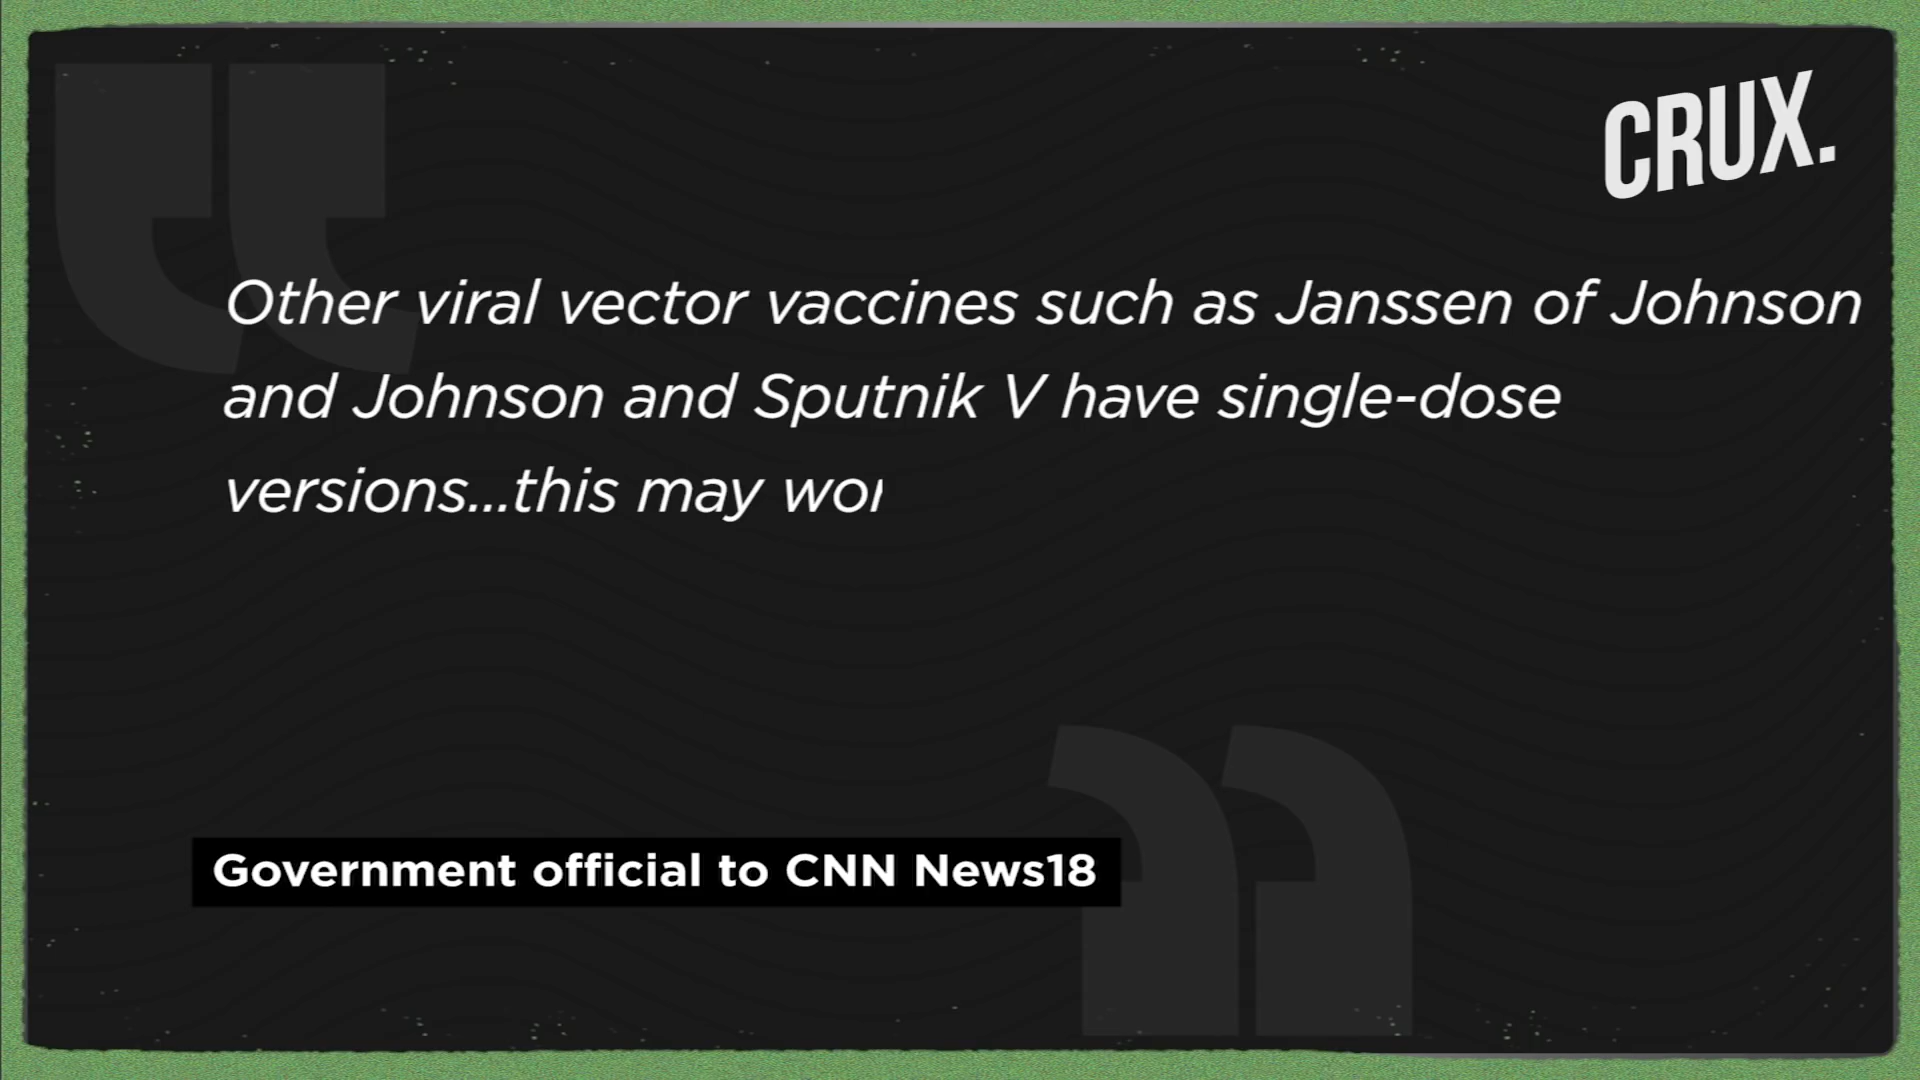 CRUX.
Other viral vector vaccines such as Janssen of Johnson
and Johnson and Sputnik V have single-dose
versions...this may
Government official to CNN News18